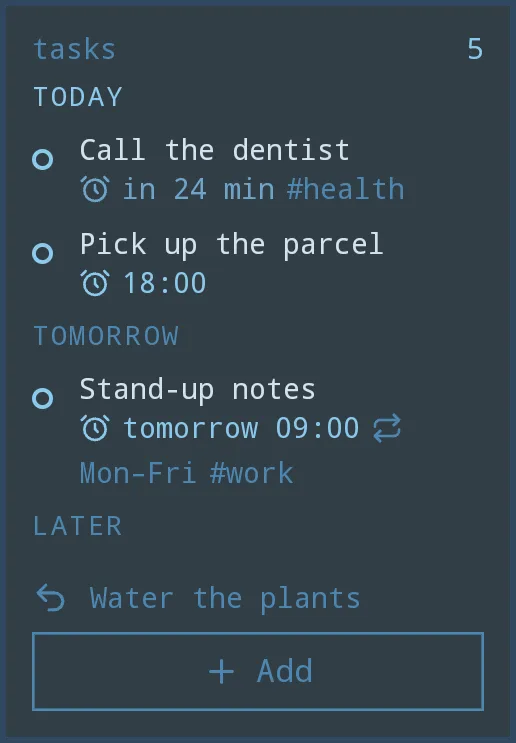 tasks 5
TODAY
Call the dentist
in 24 min #health
Pick up the parcel
18:00
TOMORROW
Stand-up notes
tomorrow 09:00
Mon–Fri #work
LATER
Water the plants
+ Add